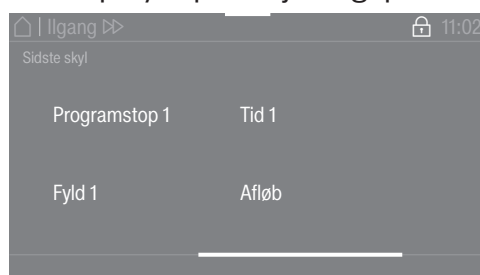 Ilgang 11:02
Sidste skyl
Programstop 1 Tid 1
Fyld 1 Afløb